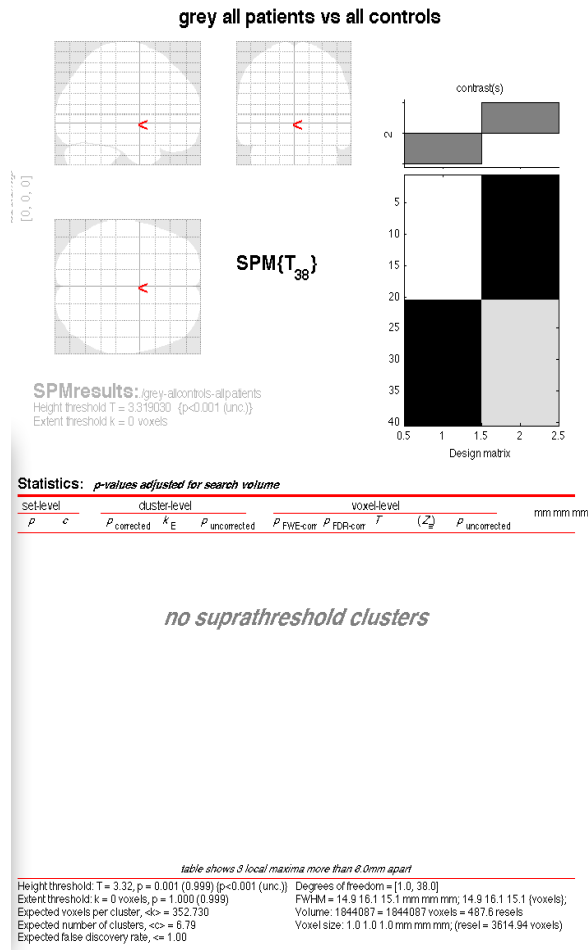 grey all patients vs all controls
contrast(s)
2
<
<
[0, 0, 0]
<
SPM{T38}
5
10
15
20
25
30
35
40
0.5 1 1.5 2 2.5
Design matrix
SPMresults: ./grey-allcontrols-allpatients
Height threshold T = 3.319030 {p<0.001 (unc.)}
Extent threshold k = 0 voxels
Statistics: p-values adjusted for search volume
set-level cluster-level voxel-level mm mm mm
p c p corrected k E p uncorrected p FWE-corr p FDR-corr T (Z≡) p uncorrected
no suprathreshold clusters
table shows 3 local maxima more than 8.0mm apart
Height threshold: T = 3.32, p = 0.001 (0.999) {p<0.001 (unc.)} Degrees of freedom = [1.0, 38.0]
Extent threshold: k = 0 voxels, p = 1.000 (0.999) FWHM = 14.9 16.1 15.1 mm mm mm; 14.9 16.1 15.1 {voxels};
Expected voxels per cluster, <k> = 352.730 Volume: 1844087 = 1844087 voxels = 487.6 resels
Expected number of clusters, <c> = 6.79 Voxel size: 1.0 1.0 1.0 mm mm mm; (resel = 3614.94 voxels)
Expected false discovery rate, <= 1.00